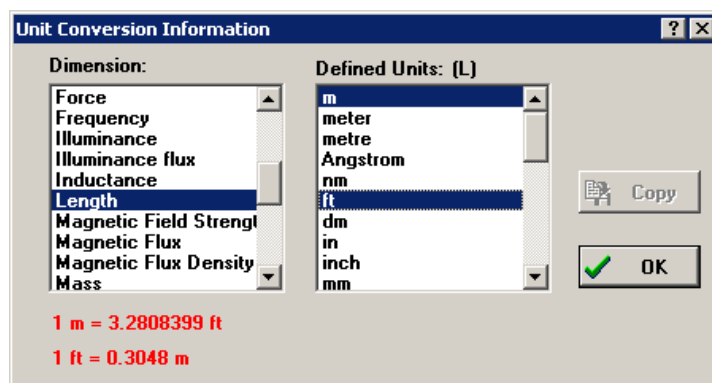 Unit Conversion Information
Dimension:
Force
Frequency
Illuminance
Illuminance flux
Inductance
Length
Magnetic Field Strengt
Magnetic Flux
Magnetic Flux Density
Mass
Defined Units: (L)
m
meter
metre
Angstrom
nm
ft
dm
in
inch
mm
Copy
OK
1 m = 3.2808399 ft
1 ft = 0.3048 m